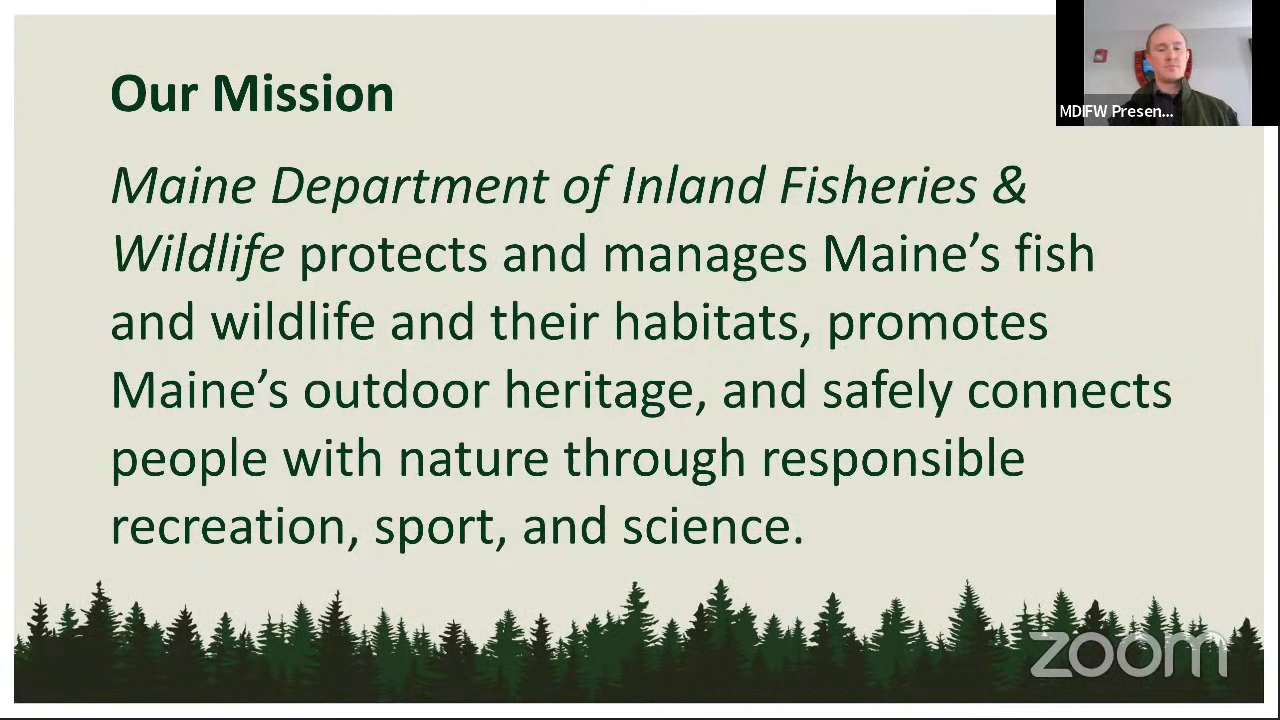 Our Mission
MDIFW Presen...
Maine Department of Inland Fisheries &
Wildlife protects and manages Maine’s fish
and wildlife and their habitats, promotes
Maine’s outdoor heritage, and safely connects
people with nature through responsible
recreation, sport, and science.
zoom